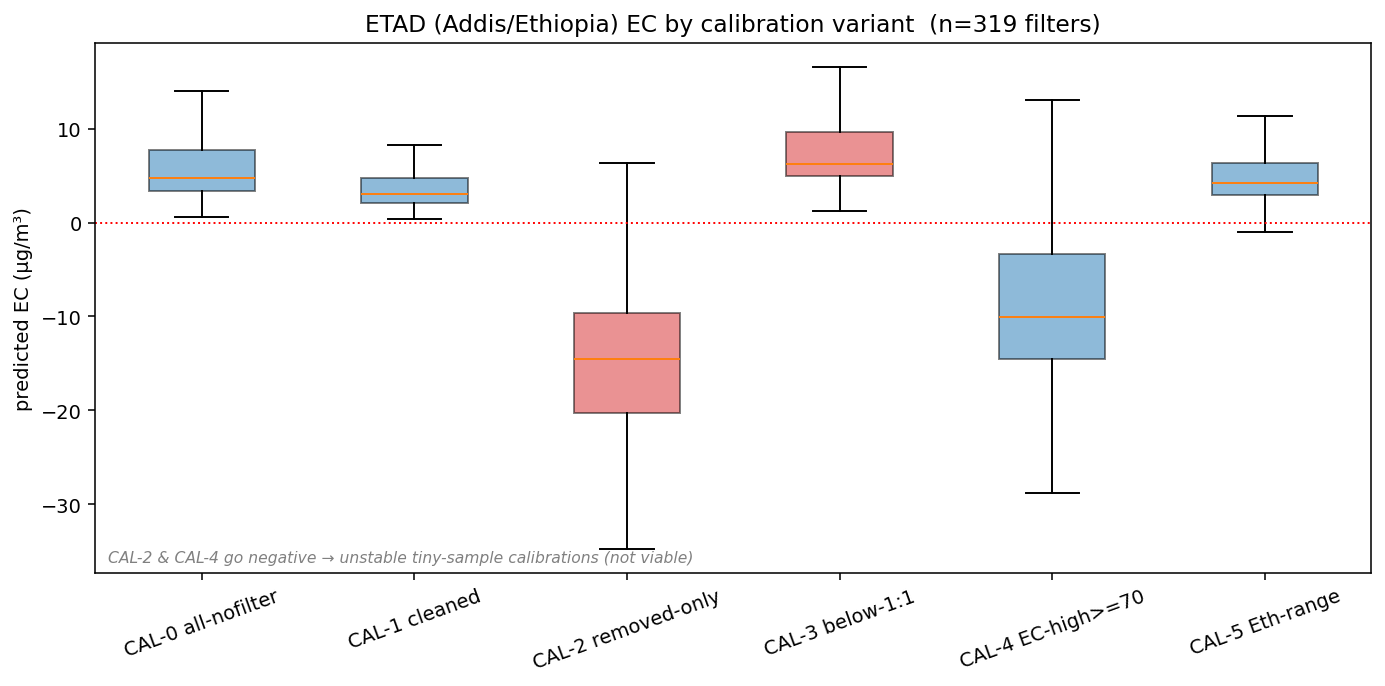 ETAD (Addis/Ethiopia) EC by calibration variant  (n=319 filters)
predicted EC (µg/m³)
10
0
−10
−20
−30
CAL-2 & CAL-4 go negative → unstable tiny-sample calibrations (not viable)
CAL-0 all-nofilter
CAL-1 cleaned
CAL-2 removed-only
CAL-3 below-1:1
CAL-4 EC-high>=70
CAL-5 Eth-range